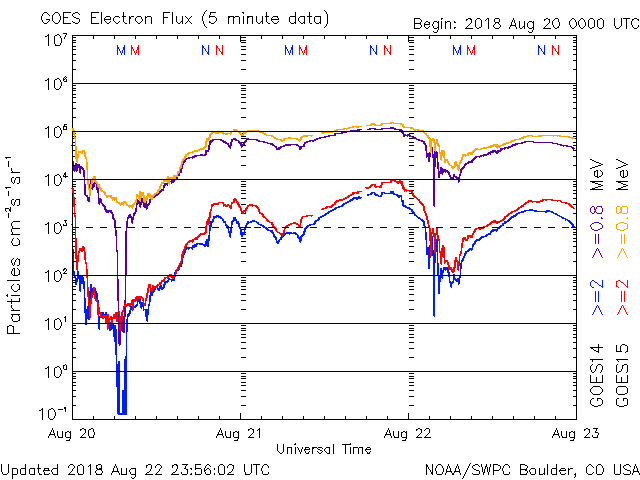 GOES Electron Flux (5 minute data)
Begin: 2018 Aug 20 0000 UTC
M M N N M M N N M M N N
10⁷
10⁶
10⁵
10⁴
10³
10²
10¹
10⁰
10⁻¹
Particles cm⁻²s⁻¹sr⁻¹
GOES14 >=2 >=0.8 MeV
GOES15 >=2 >=0.8 MeV
Aug 20 Aug 21 Aug 22 Aug 23
Universal Time
Updated 2018 Aug 22 23:56:02 UTC
NOAA/SWPC Boulder, CO USA